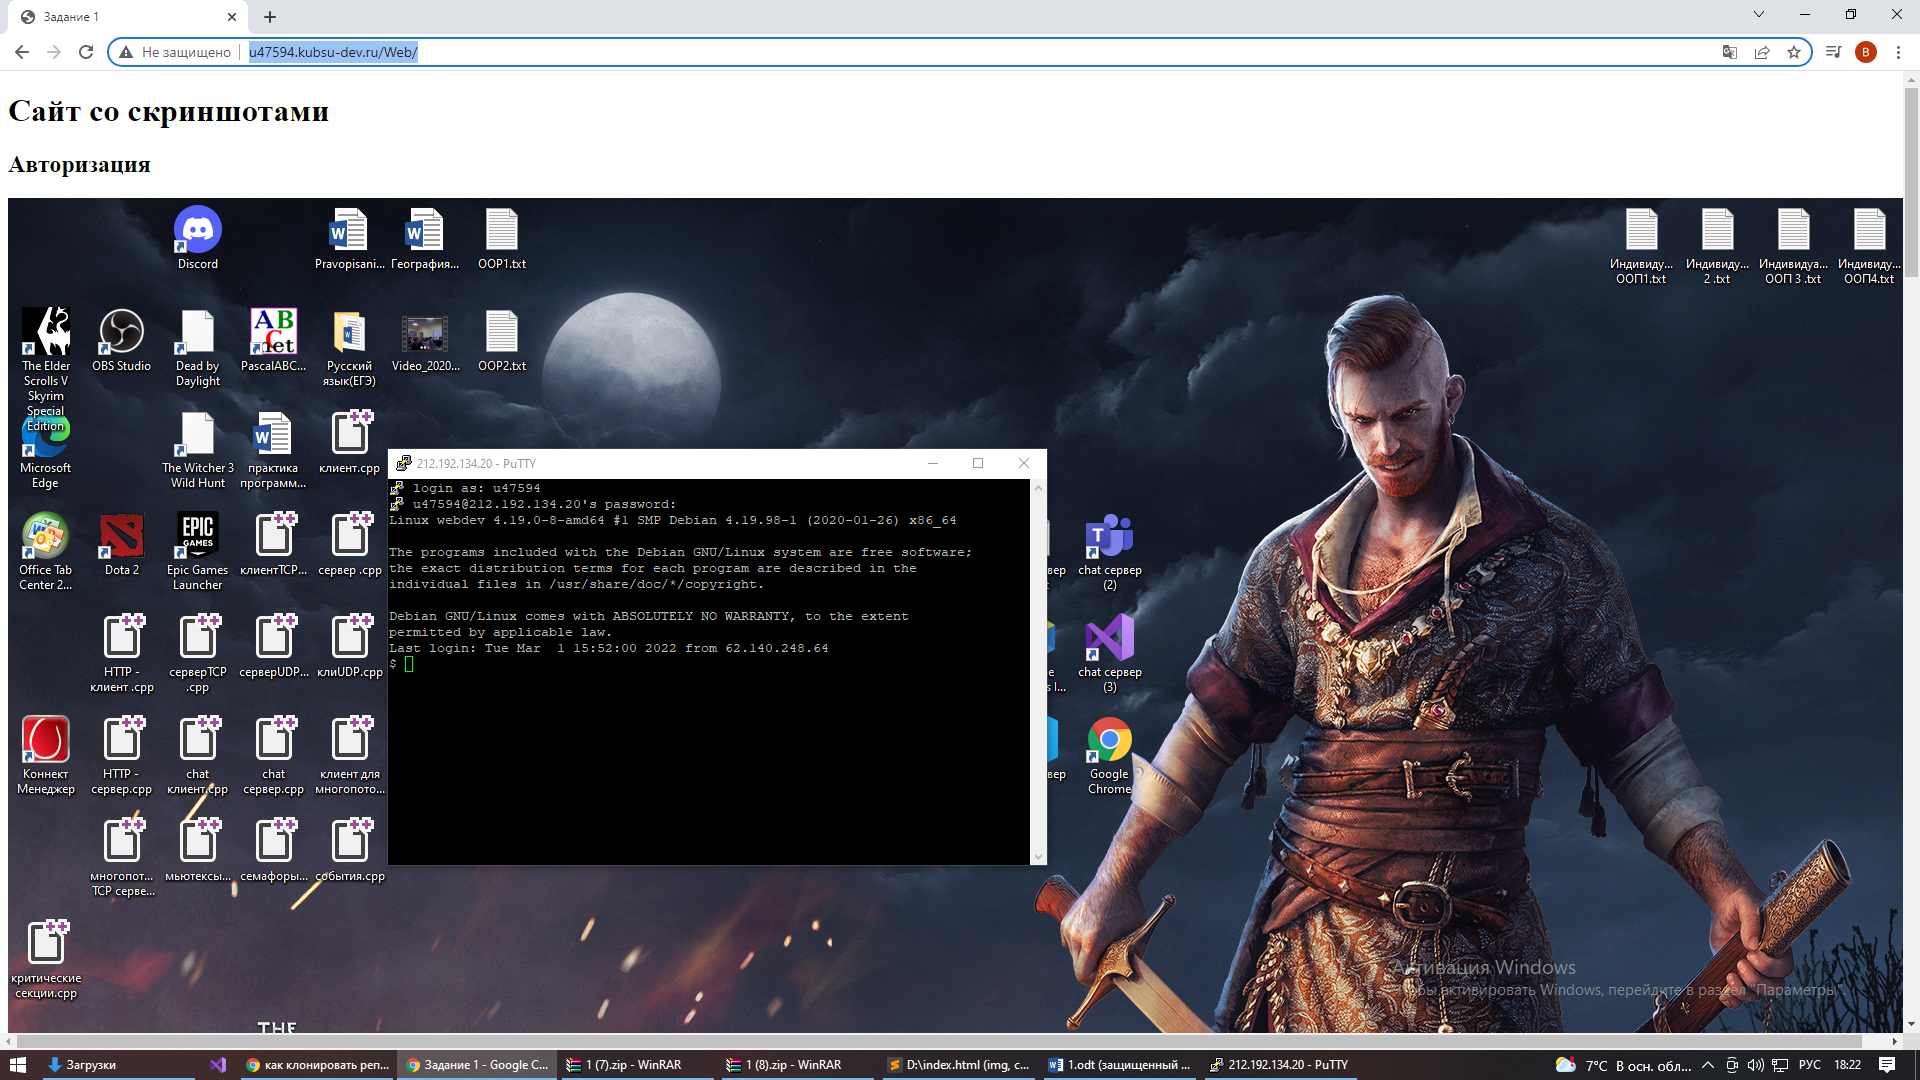 Задание 1
Не защищено
u47594.kubsu-dev.ru/Web/
B
Сайт со скриншотами
Авторизация
Discord
Pravopisani...
География...
OOP1.txt
Индивиду... ООП1.txt
Индивиду... 2 .txt
Индивидуа... ООП 3 .txt
Индивиду... ООП4.txt
The Elder Scrolls V Skyrim Special Edition
OBS Studio
Dead by Daylight
PascalABC...
Русский язык(ЕГЭ)
Video_2020...
OOP2.txt
Microsoft Edge
The Witcher 3 Wild Hunt
практика программ...
клиент.cpp
212.192.134.20 - PuTTY
login as: u47594
u47594@212.192.134.20's password:
Linux webdev 4.19.0-8-amd64 #1 SMP Debian 4.19.98-1 (2020-01-26) x86_64
The programs included with the Debian GNU/Linux system are free software;
the exact distribution terms for each program are described in the
individual files in /usr/share/doc/*/copyright.
Debian GNU/Linux comes with ABSOLUTELY NO WARRANTY, to the extent
permitted by applicable law.
Last login: Tue Mar  1 15:52:00 2022 from 62.140.248.64
$
Office Tab Center 2...
Dota 2
EPIC GAMES
Epic Games Launcher
клиентTCP...
сервер .cpp
chat сервер (2)
HTTP - клиент .cpp
серверTCP .cpp
серверUDP...
клиUDP.cpp
chat сервер (3)
Коннект Менеджер
HTTP - сервер.cpp
chat клиент.cpp
chat сервер.cpp
клиент для многопото...
Google Chrome
многопот... TCP серве...
мьютексы...
семафоры...
события.cpp
критические секции.cpp
THE
Активация Windows
Чтобы активировать Windows, перейдите в раздел "Параметры".
Загрузки
как клонировать реп...
Задание 1 - Google C...
1 (7).zip - WinRAR
1 (8).zip - WinRAR
D:\index.html (img, c...
1.odt (защищенный ...
212.192.134.20 - PuTTY
7°C В осн. обл...
РУС
18:22